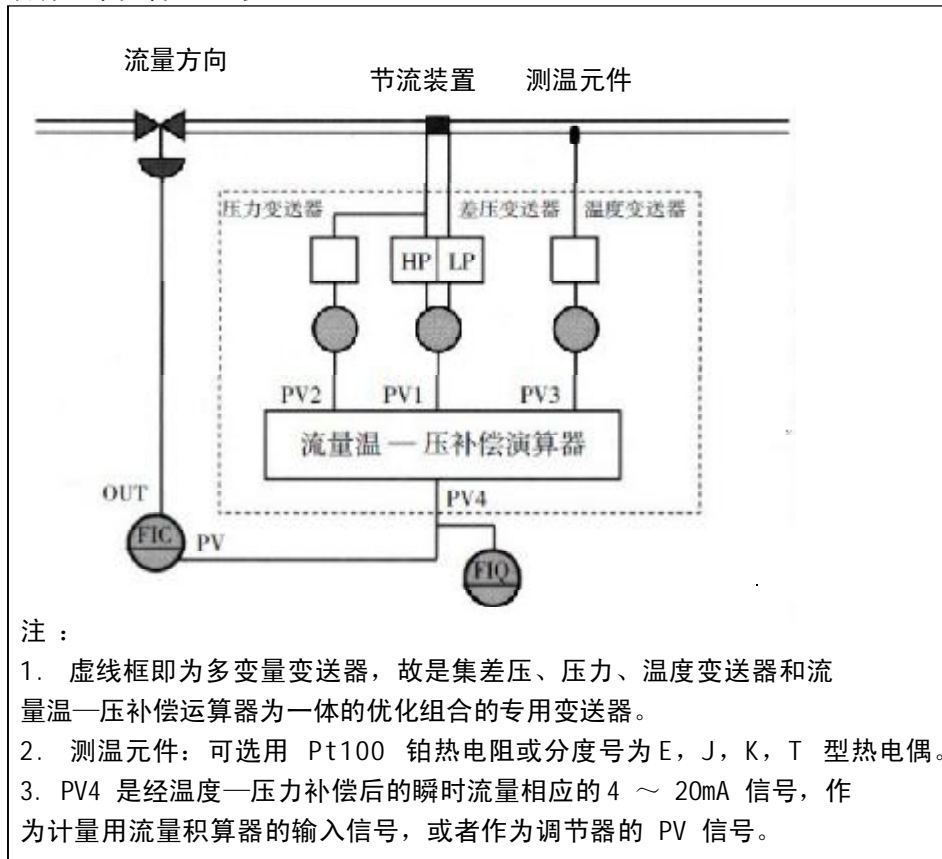 流量方向
节流装置
测温元件
压力变送器
差压变送器
温度变送器
HP
LP
PV2
PV1
PV3
流量温 — 压补偿演算器
OUT
PV4
FIC
PV
FIQ
注 :
1. 虚线框即为多变量变送器，故是集差压、压力、温度变送器和流
量温—压补偿运算器为一体的优化组合的专用变送器。
2. 测温元件：可选用 Pt100 铂热电阻或分度号为 E，J，K，T 型热电偶。
3. PV4 是经温度—压力补偿后的瞬时流量相应的 4 ～ 20mA 信号，作
为计量用流量积算器的输入信号，或者作为调节器的 PV 信号。